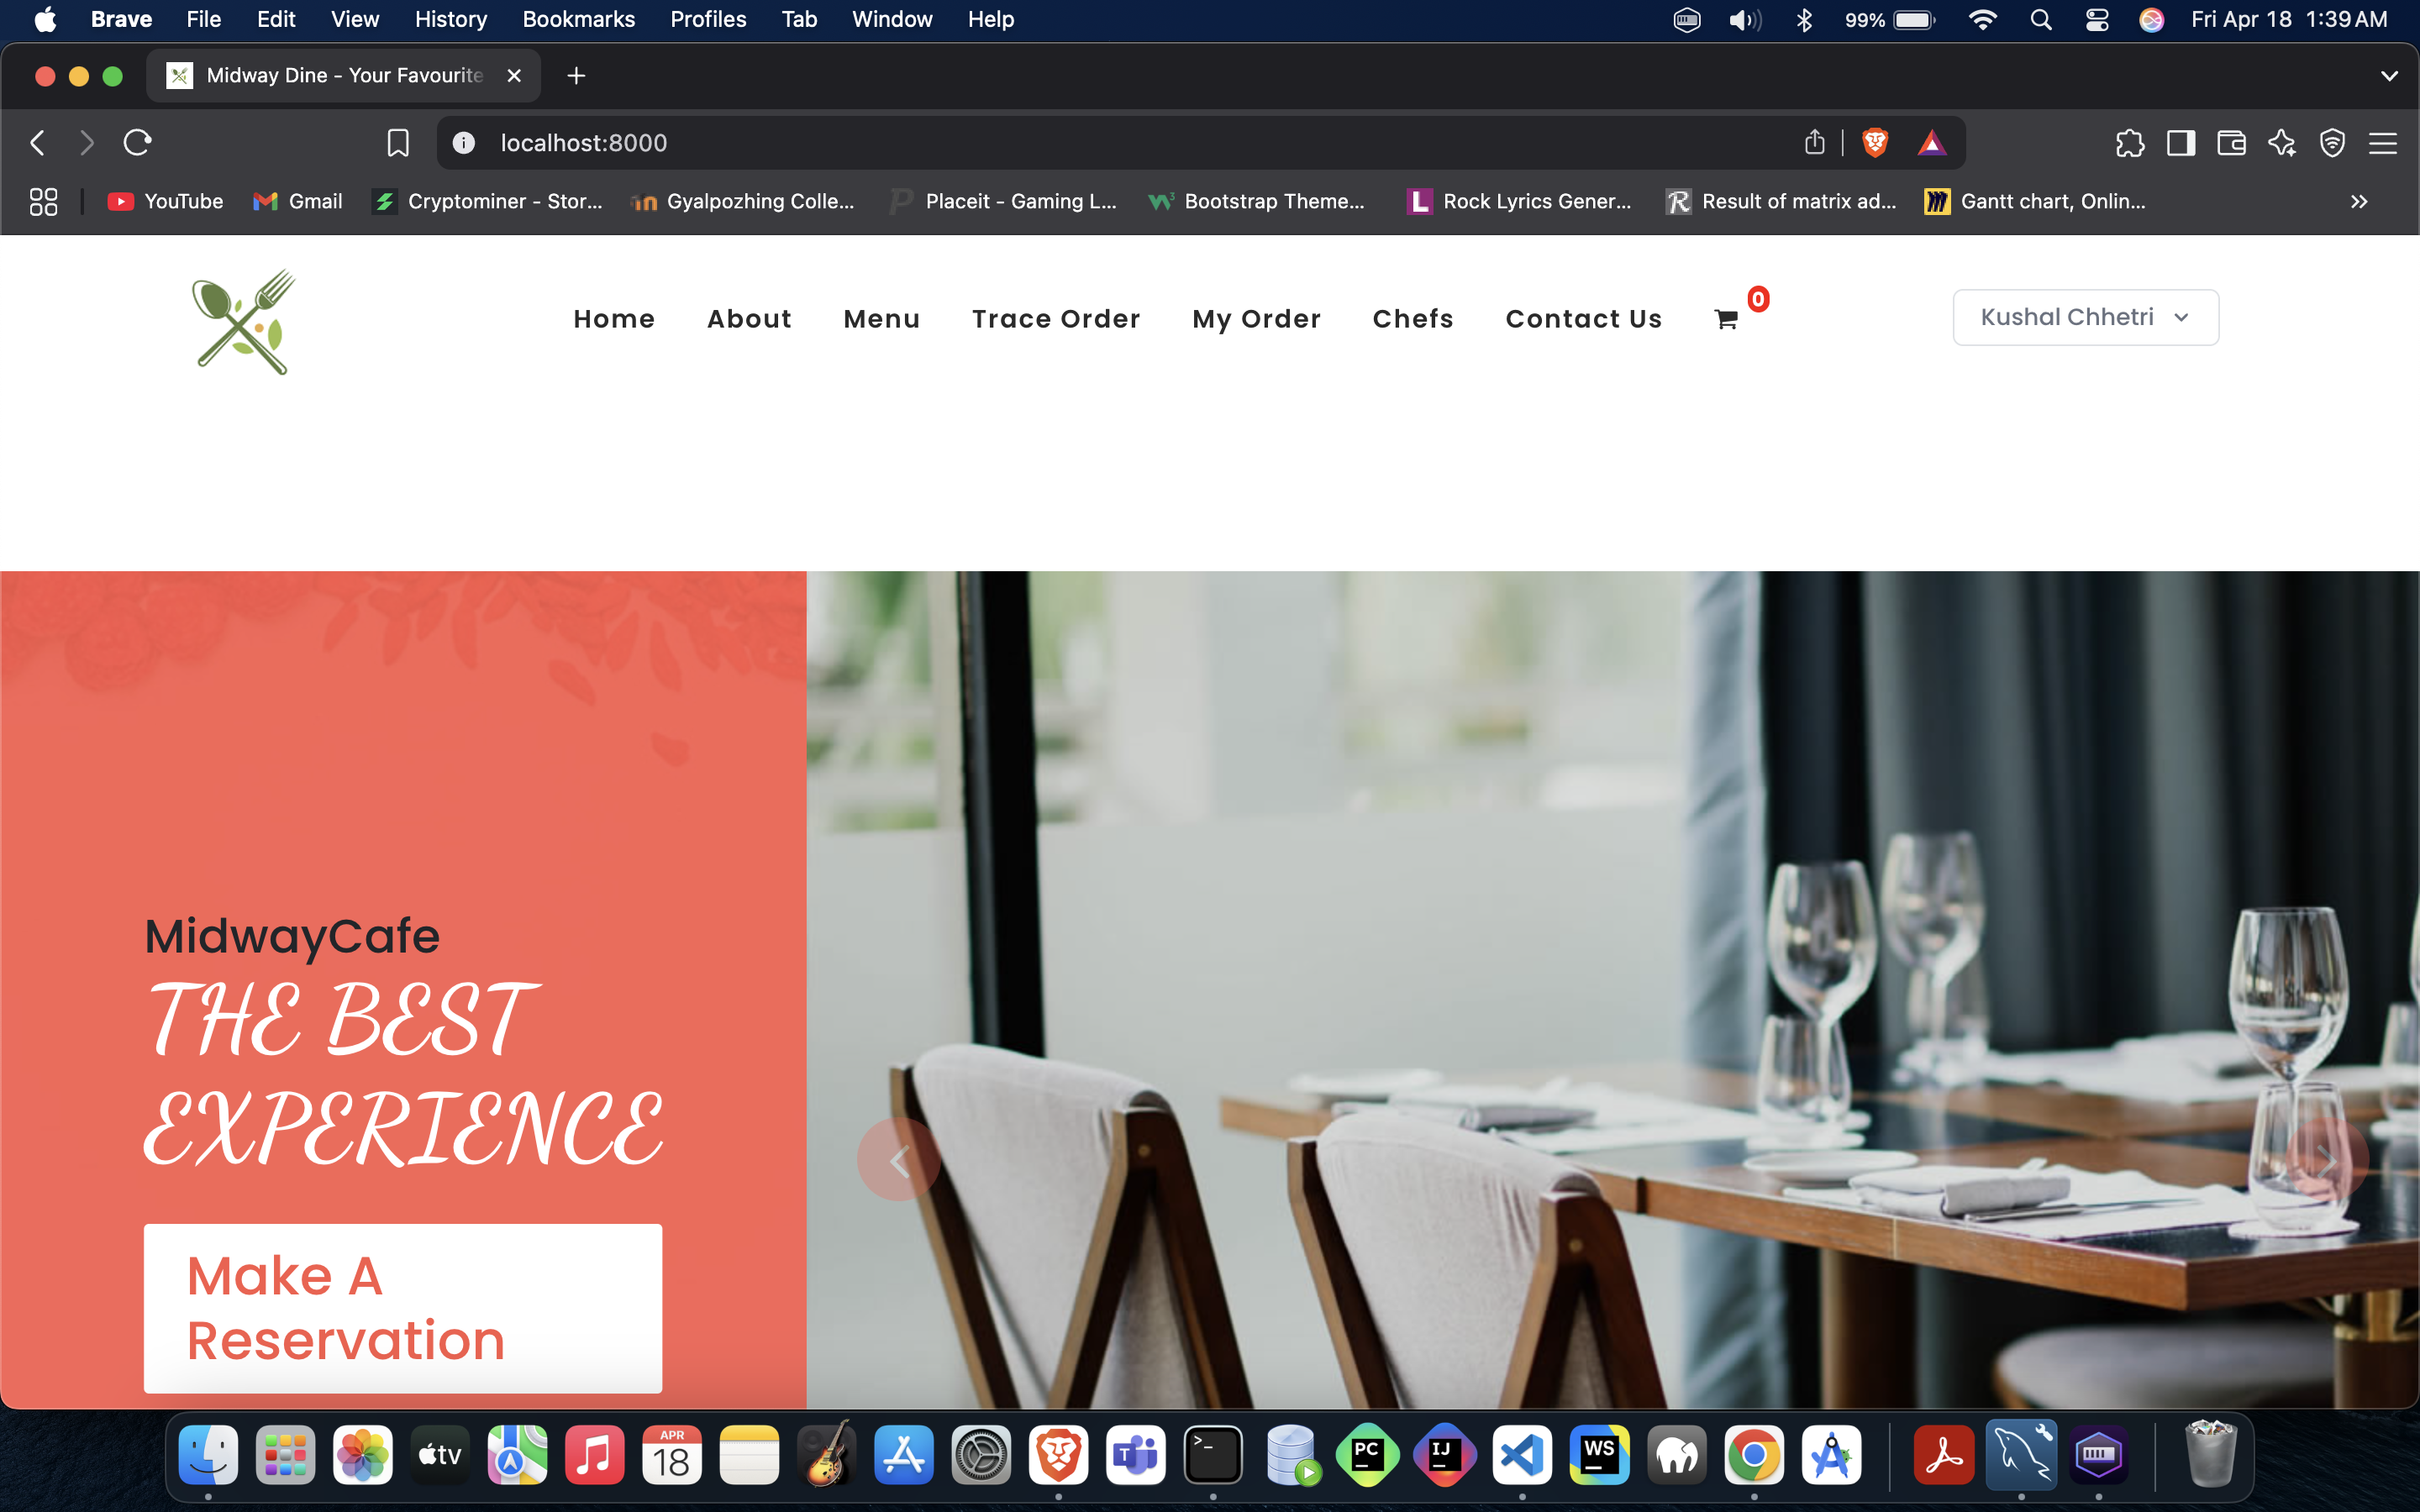 Brave File Edit View History Bookmarks Profiles Tab Window Help 99% Fri Apr 18 1:39 AM
Midway Dine - Your Favourite
localhost:8000
YouTube Gmail Cryptominer - Stor... Gyalpozhing Colle... Placeit - Gaming L... Bootstrap Theme... Rock Lyrics Gener... Result of matrix ad... Gantt chart, Onlin...
Home About Menu Trace Order My Order Chefs Contact Us 0 Kushal Chhetri
MidwayCafe
THE BEST
EXPERIENCE
Make A
Reservation
tv APR 18 T >_ PC IJ WS